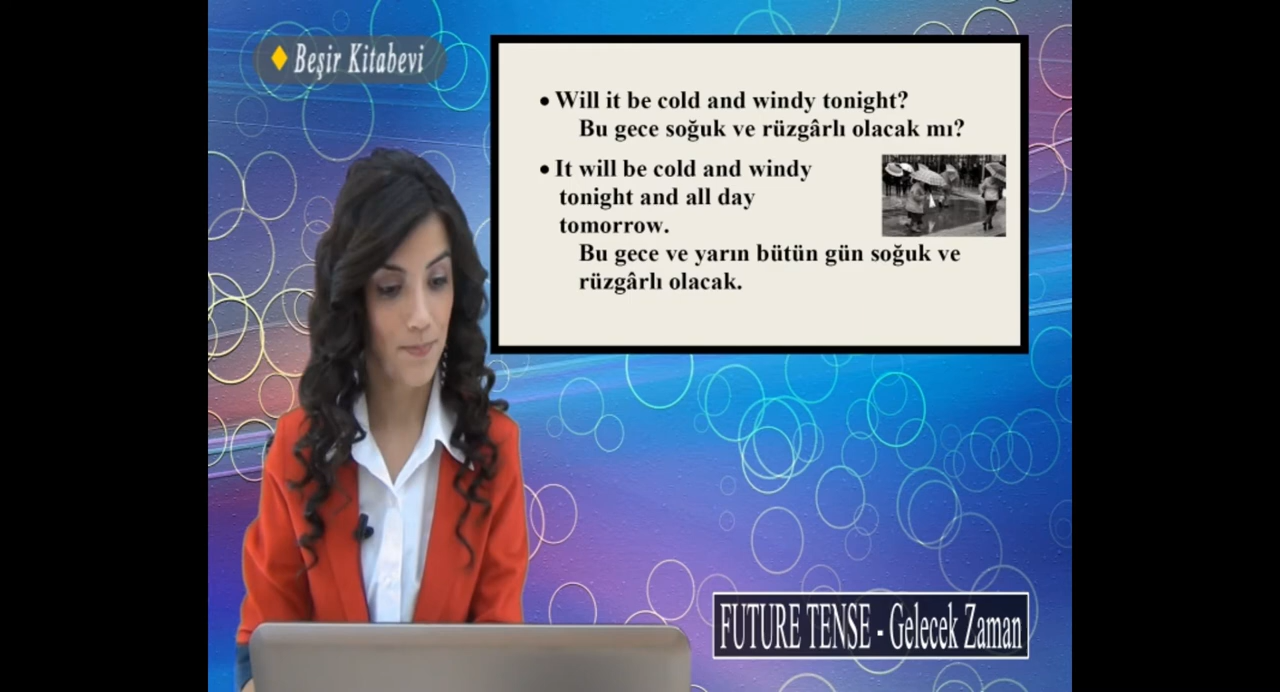 Beşir Kitabevi
• Will it be cold and windy tonight?
Bu gece soğuk ve rüzgârlı olacak mı?
• It will be cold and windy
tonight and all day
tomorrow.
Bu gece ve yarın bütün gün soğuk ve
rüzgârlı olacak.
FUTURE TENSE - Gelecek Zaman